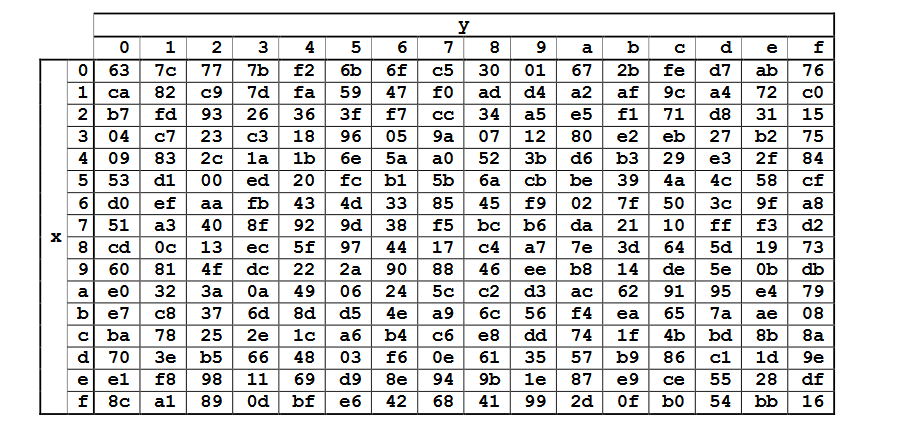 y
0 1 2 3 4 5 6 7 8 9 a b c d e f
0 63 7c 77 7b f2 6b 6f c5 30 01 67 2b fe d7 ab 76
1 ca 82 c9 7d fa 59 47 f0 ad d4 a2 af 9c a4 72 c0
2 b7 fd 93 26 36 3f f7 cc 34 a5 e5 f1 71 d8 31 15
3 04 c7 23 c3 18 96 05 9a 07 12 80 e2 eb 27 b2 75
4 09 83 2c 1a 1b 6e 5a a0 52 3b d6 b3 29 e3 2f 84
5 53 d1 00 ed 20 fc b1 5b 6a cb be 39 4a 4c 58 cf
6 d0 ef aa fb 43 4d 33 85 45 f9 02 7f 50 3c 9f a8
7 51 a3 40 8f 92 9d 38 f5 bc b6 da 21 10 ff f3 d2
x
8 cd 0c 13 ec 5f 97 44 17 c4 a7 7e 3d 64 5d 19 73
9 60 81 4f dc 22 2a 90 88 46 ee b8 14 de 5e 0b db
a e0 32 3a 0a 49 06 24 5c c2 d3 ac 62 91 95 e4 79
b e7 c8 37 6d 8d d5 4e a9 6c 56 f4 ea 65 7a ae 08
c ba 78 25 2e 1c a6 b4 c6 e8 dd 74 1f 4b bd 8b 8a
d 70 3e b5 66 48 03 f6 0e 61 35 57 b9 86 c1 1d 9e
e e1 f8 98 11 69 d9 8e 94 9b 1e 87 e9 ce 55 28 df
f 8c a1 89 0d bf e6 42 68 41 99 2d 0f b0 54 bb 16